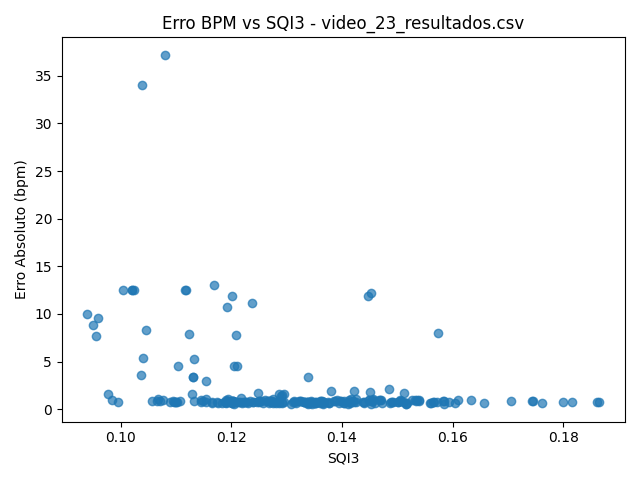 Erro BPM vs SQI3 - video_23_resultados.csv
Erro Absoluto (bpm)
35
30
25
20
15
10
5
0
0.10 0.12 0.14 0.16 0.18
SQI3